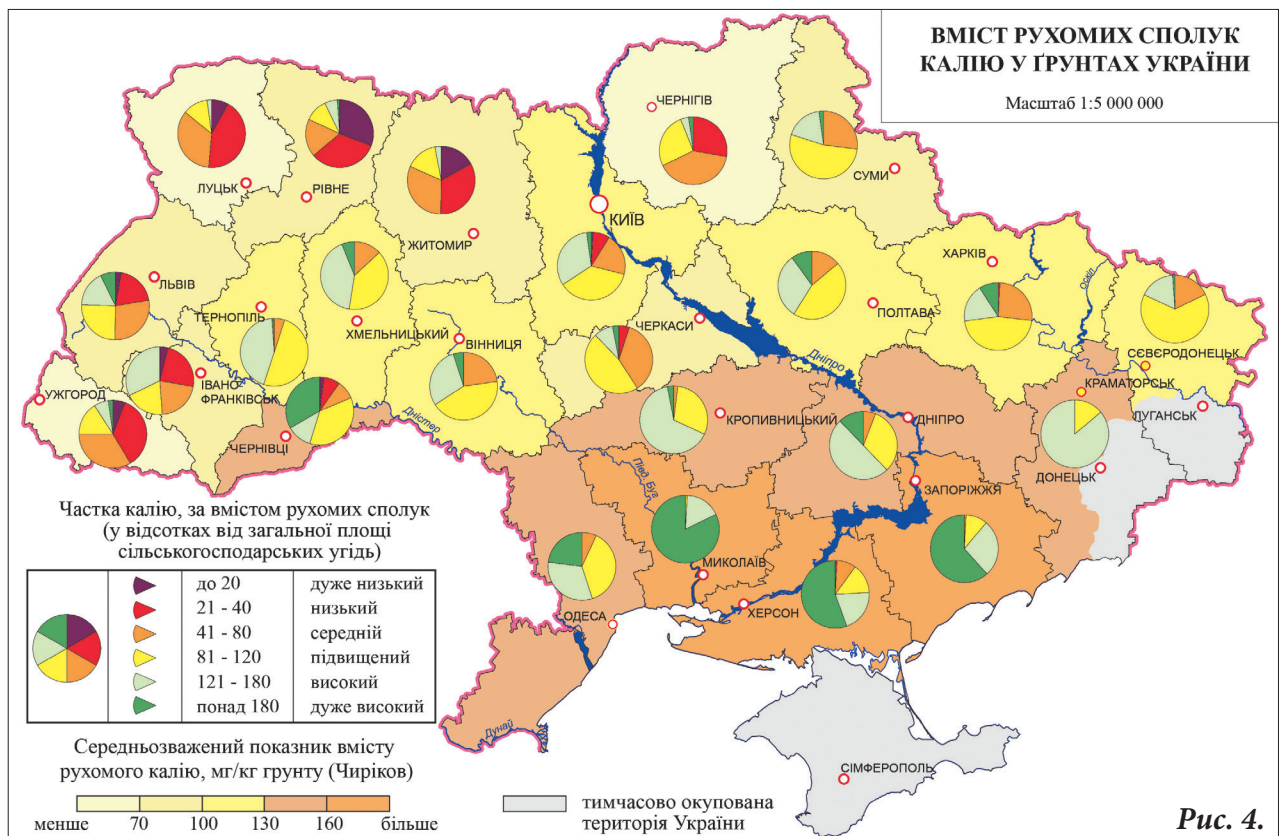 ВМІСТ РУХОМИХ СПОЛУК
КАЛІЮ У ҐРУНТАХ УКРАЇНИ
Масштаб 1:5 000 000
ЧЕРНІГІВ
СУМИ
ЛУЦЬК
РІВНЕ
ЖИТОМИР
КИЇВ
ХАРКІВ
Оскіл
ЛЬВІВ
ТЕРНОПІЛЬ
ХМЕЛЬНИЦЬКИЙ
ВІННИЦЯ
ЧЕРКАСИ
ПОЛТАВА
СЄВЄРОДОНЕЦЬК
Дніпро
КРАМАТОРСЬК
ЛУГАНСЬК
УЖГОРОД
ІВАНО-
ФРАНКІВСЬК
Дністер
ЧЕРНІВЦІ
КРОПИВНИЦЬКИЙ
ДНІПРО
ДОНЕЦЬК
Півд. Буг
ЗАПОРІЖЖЯ
МИКОЛАЇВ
ХЕРСОН
ОДЕСА
Дунай
СІМФЕРОПОЛЬ
Частка калію, за вмістом рухомих сполук
(у відсотках від загальної площі
сільськогосподарських угідь)
до 20 дуже низький
21 - 40 низький
41 - 80 середній
81 - 120 підвищений
121 - 180 високий
понад 180 дуже високий
Середньозважений показник вмісту
рухомого калію, мг/кг грунту (Чиріков)
менше 70 100 130 160 більше
тимчасово окупована
територія України
Рис. 4.